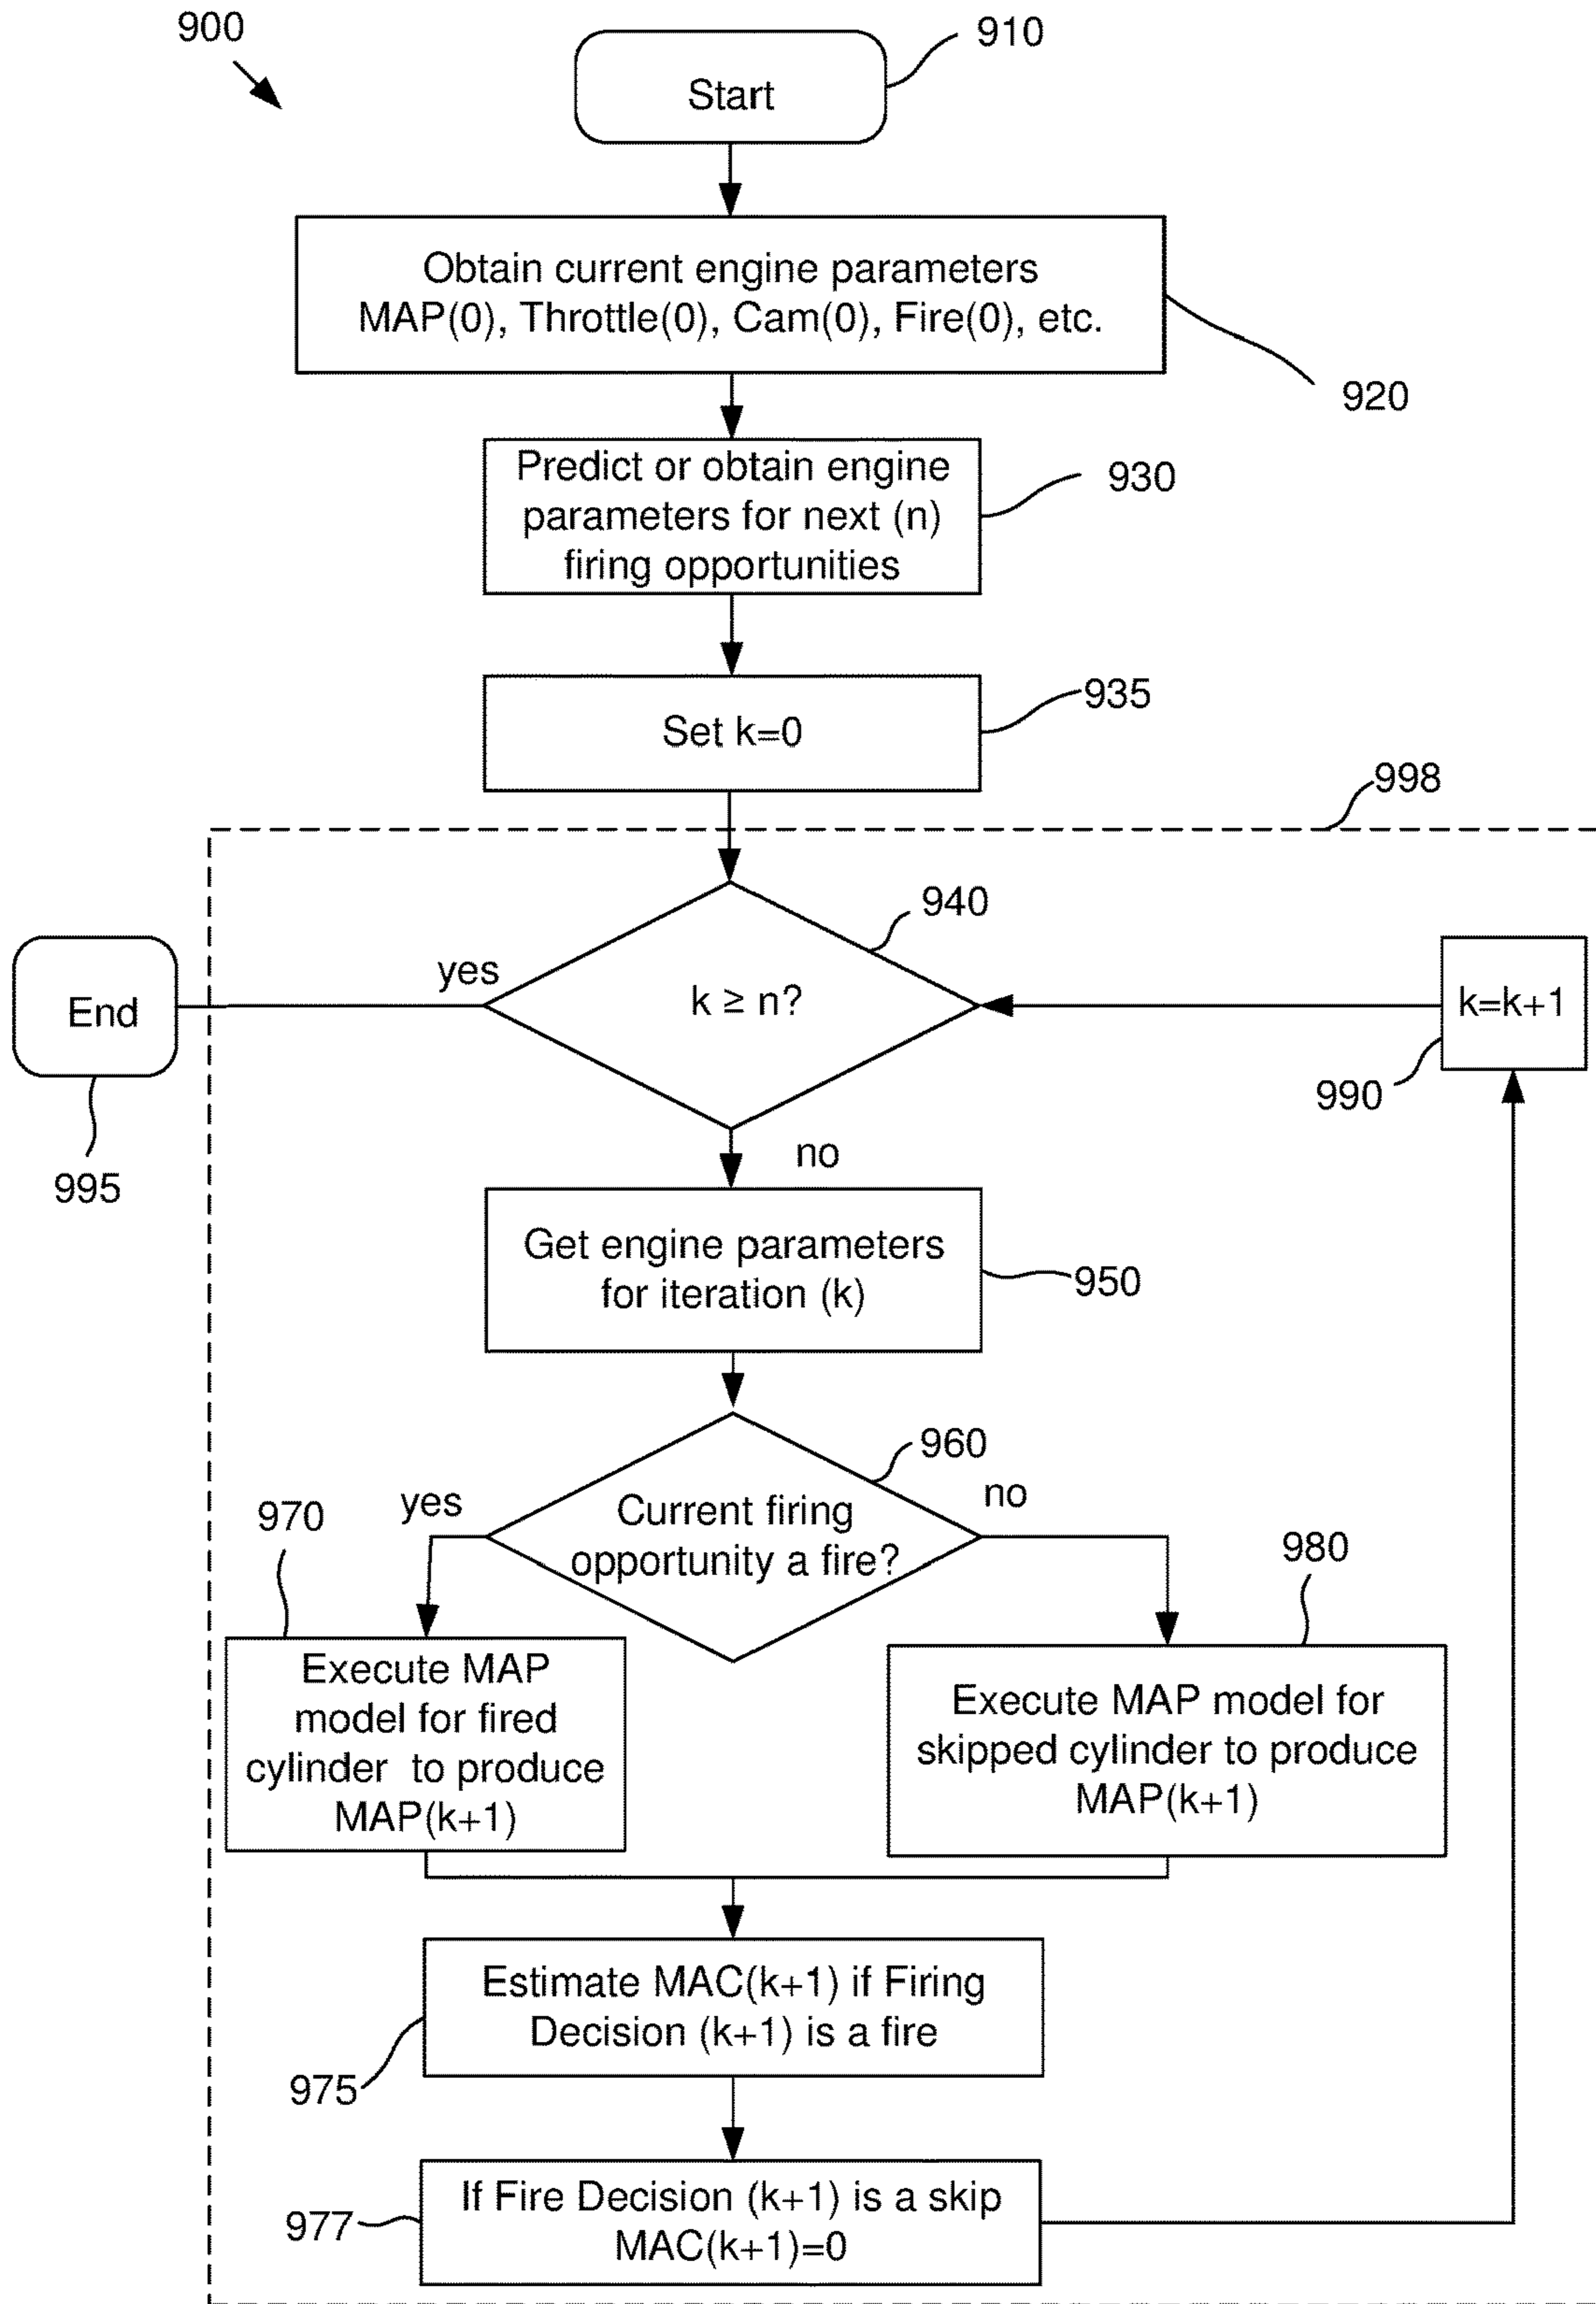 900
910
Start
Obtain current engine parameters
MAP(0), Throttle(0), Cam(0), Fire(0), etc.
920
Predict or obtain engine
parameters for next (n)
firing opportunities
930
935
Set k=0
998
940
yes
k ≥ n?
End
k=k+1
990
995
no
Get engine parameters
for iteration (k)
950
960
yes
no
970
Current firing
opportunity a fire?
980
Execute MAP
model for fired
cylinder to produce
MAP(k+1)
Execute MAP model for
skipped cylinder to produce
MAP(k+1)
Estimate MAC(k+1) if Firing
Decision (k+1) is a fire
975
If Fire Decision (k+1) is a skip
MAC(k+1)=0
977